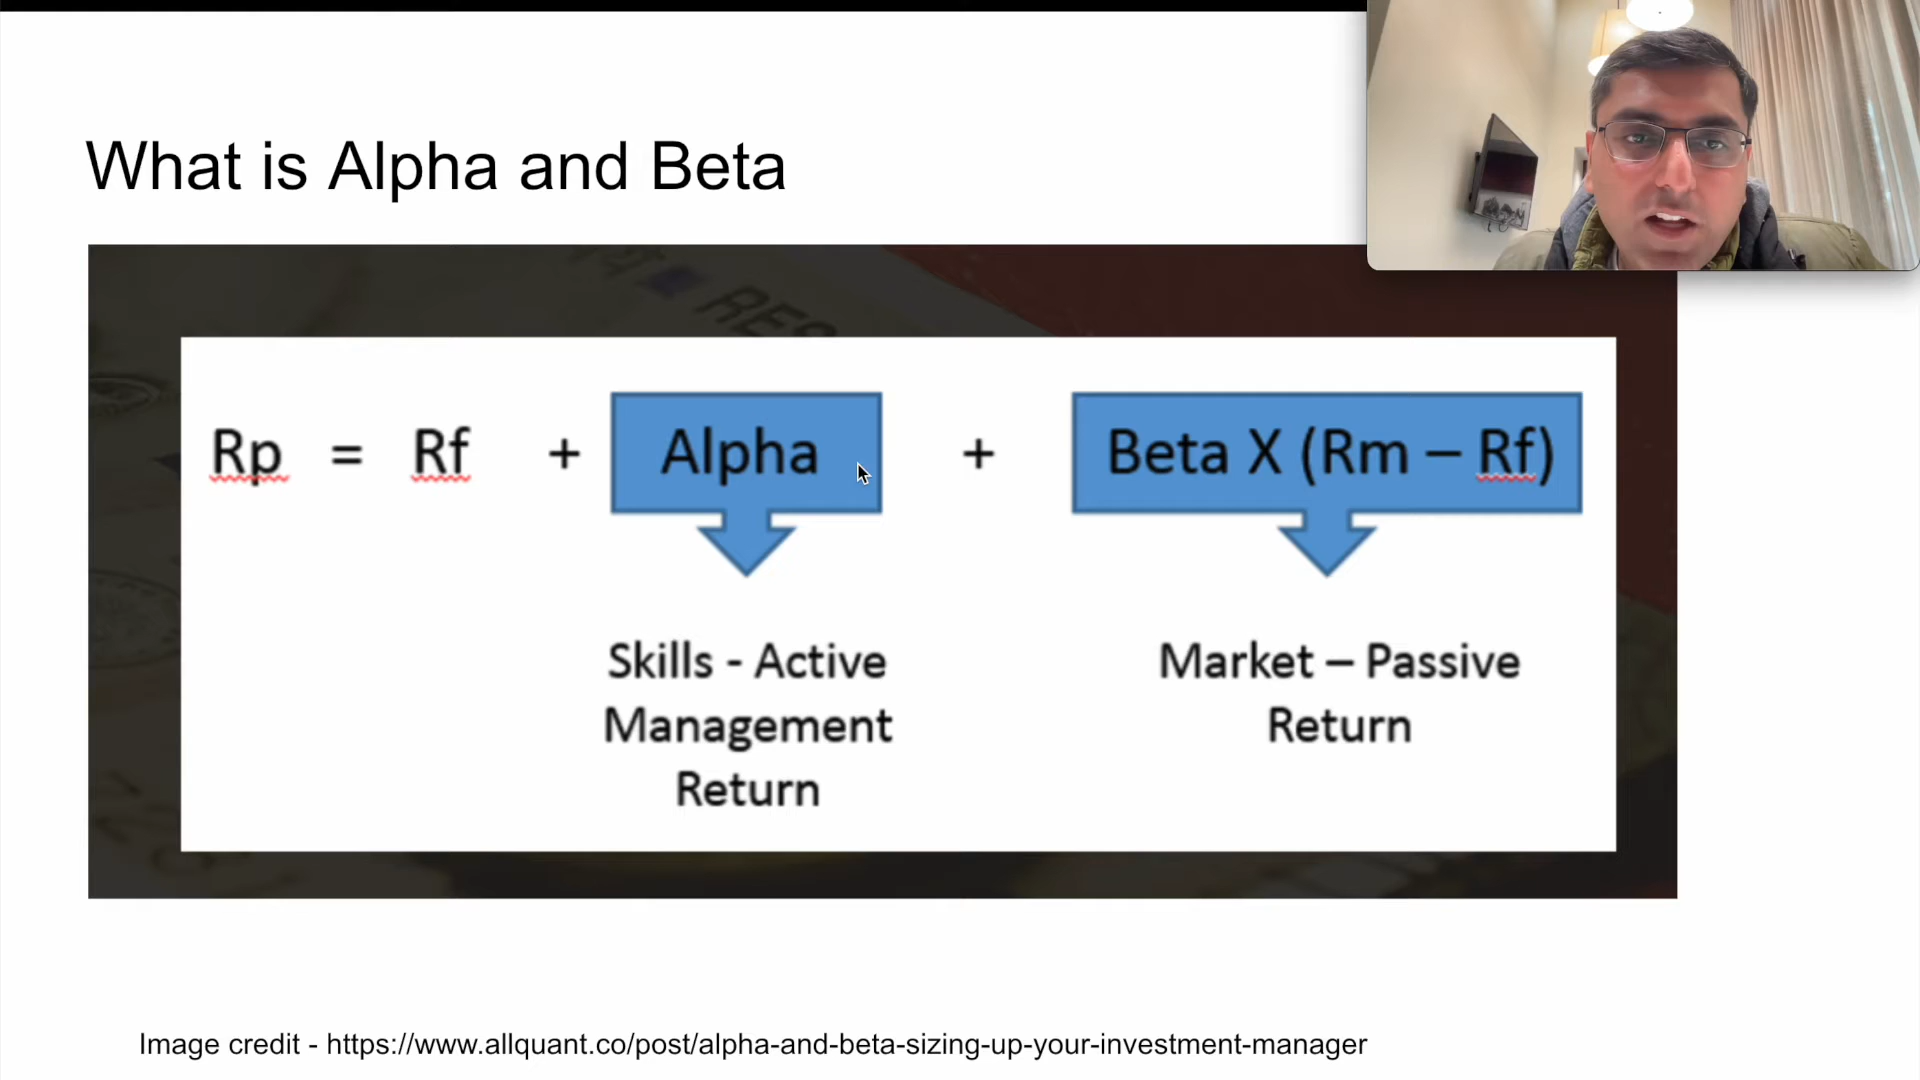 What is Alpha and Beta
RES
Rp = Rf + Alpha + Beta X (Rm – Rf)
Skills - Active
Management
Return
Market – Passive
Return
Image credit - https://www.allquant.co/post/alpha-and-beta-sizing-up-your-investment-manager